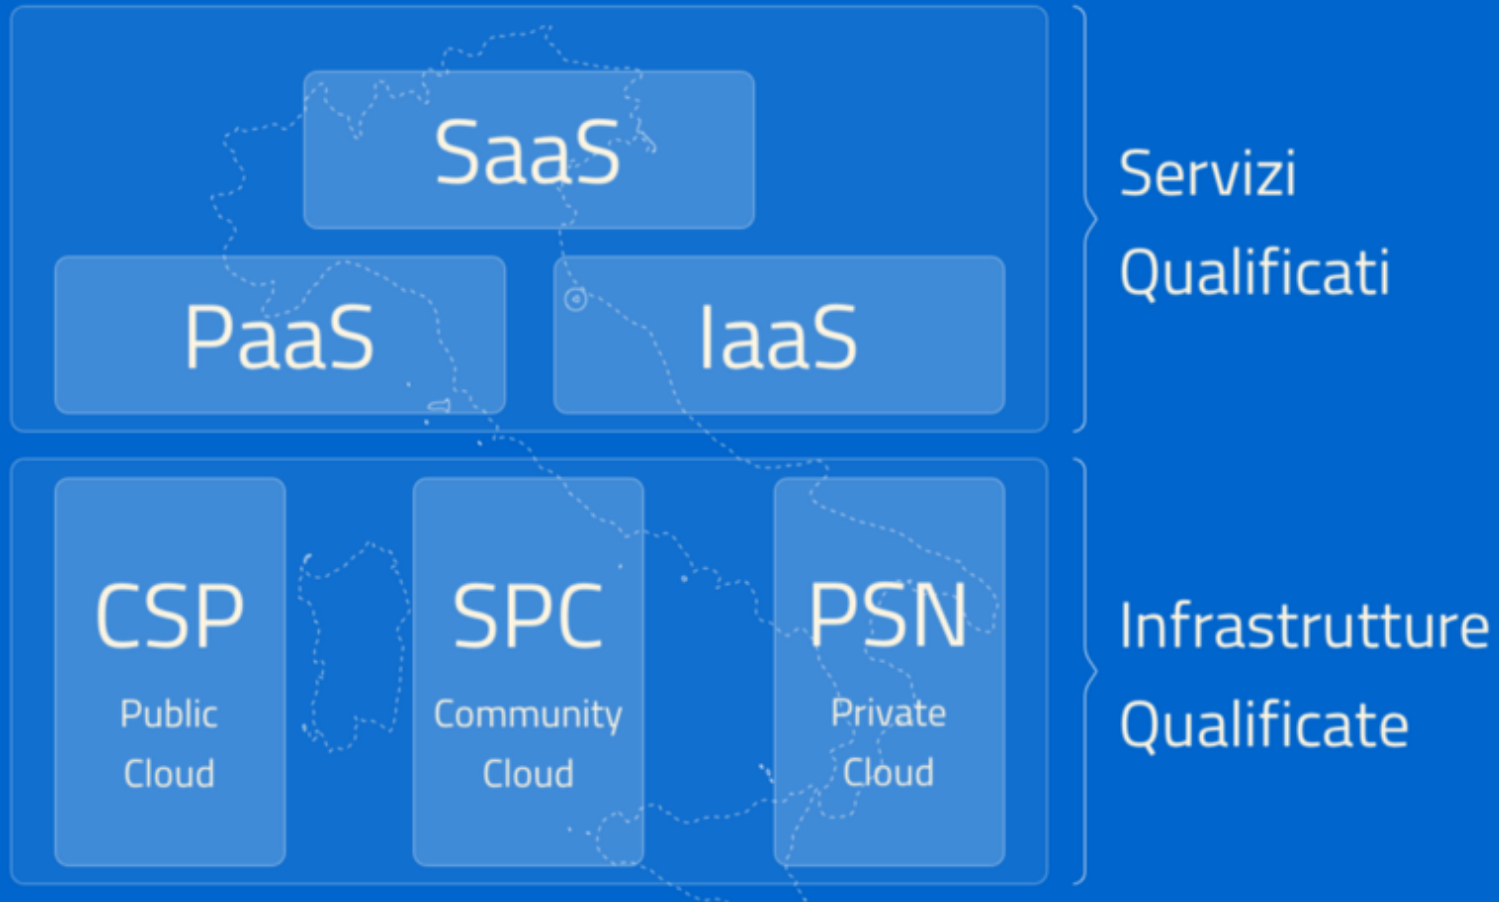 SaaS
PaaS
IaaS
Servizi
Qualificati
CSP
Public
Cloud
SPC
Community
Cloud
PSN
Private
Cloud
Infrastrutture
Qualificate